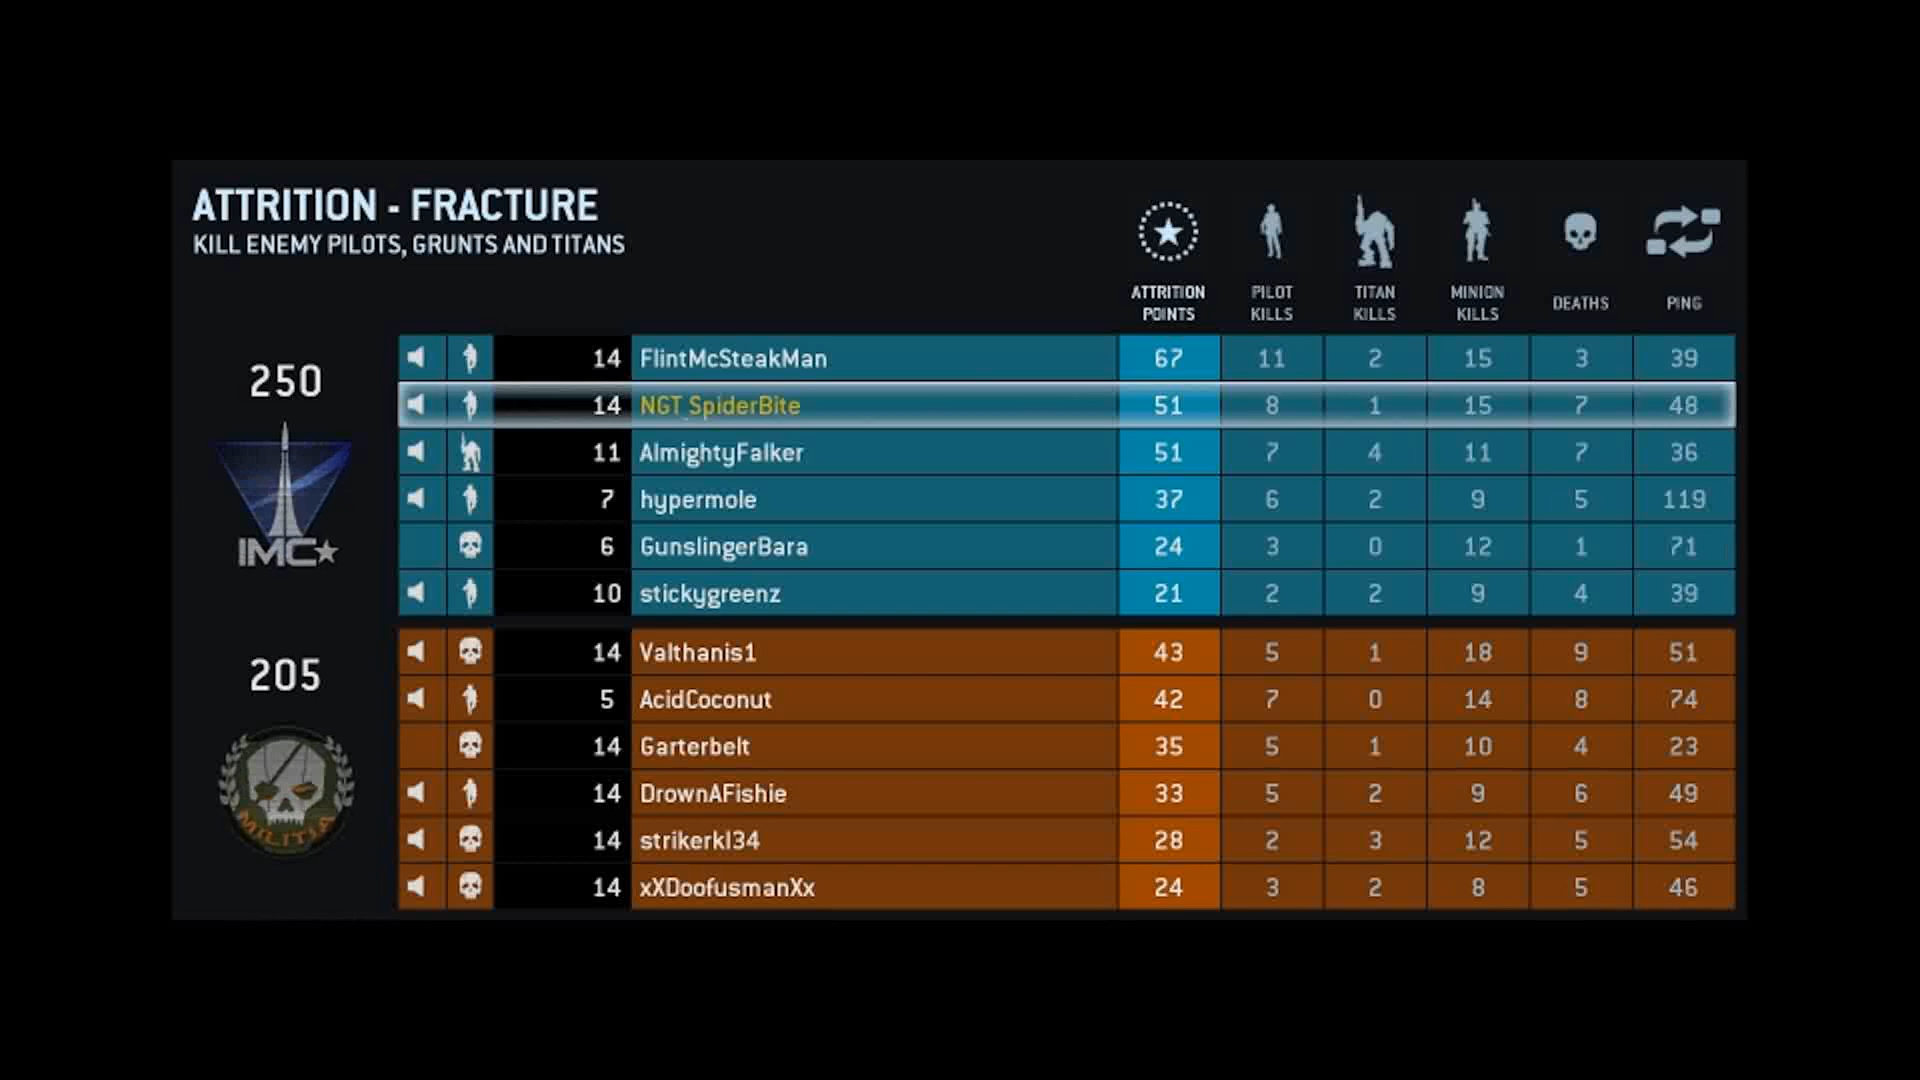 ATTRITION - FRACTURE
KILL ENEMY PILOTS, GRUNTS AND TITANS
ATTRITION POINTS PILOT KILLS TITAN KILLS MINION KILLS DEATHS PING
250
IMC
14 FlintMcSteakMan 67 11 2 15 3 39
14 NGT_SpiderBite 51 8 1 15 7 48
11 AlmightyFalker 51 7 4 11 7 36
7 hypermole 37 6 2 9 5 119
6 GunslingerBara 24 3 0 12 1 71
10 stickygreenz 21 2 2 9 4 39
205
MILITIA
14 Valthanis1 43 5 1 18 9 51
5 AcidCoconut 42 7 0 14 8 74
14 Garterbelt 35 5 1 10 4 23
14 DrownAFishie 33 5 2 9 6 49
14 strikerkl34 28 2 3 12 5 54
14 xXDoofusmanXx 24 3 2 8 5 46